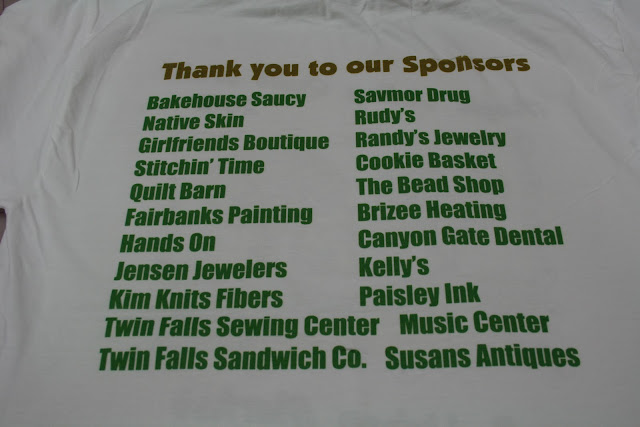 Thank you to our Sponsors
Bakehouse Saucy
Native Skin
Girlfriends Boutique
Stitchin' Time
Quilt Barn
Fairbanks Painting
Hands On
Jensen Jewelers
Kim Knits Fibers
Twin Falls Sewing Center
Twin Falls Sandwich Co.
Savmor Drug
Rudy's
Randy's Jewelry
Cookie Basket
The Bead Shop
Brizee Heating
Canyon Gate Dental
Kelly's
Paisley Ink
Music Center
Susans Antiques